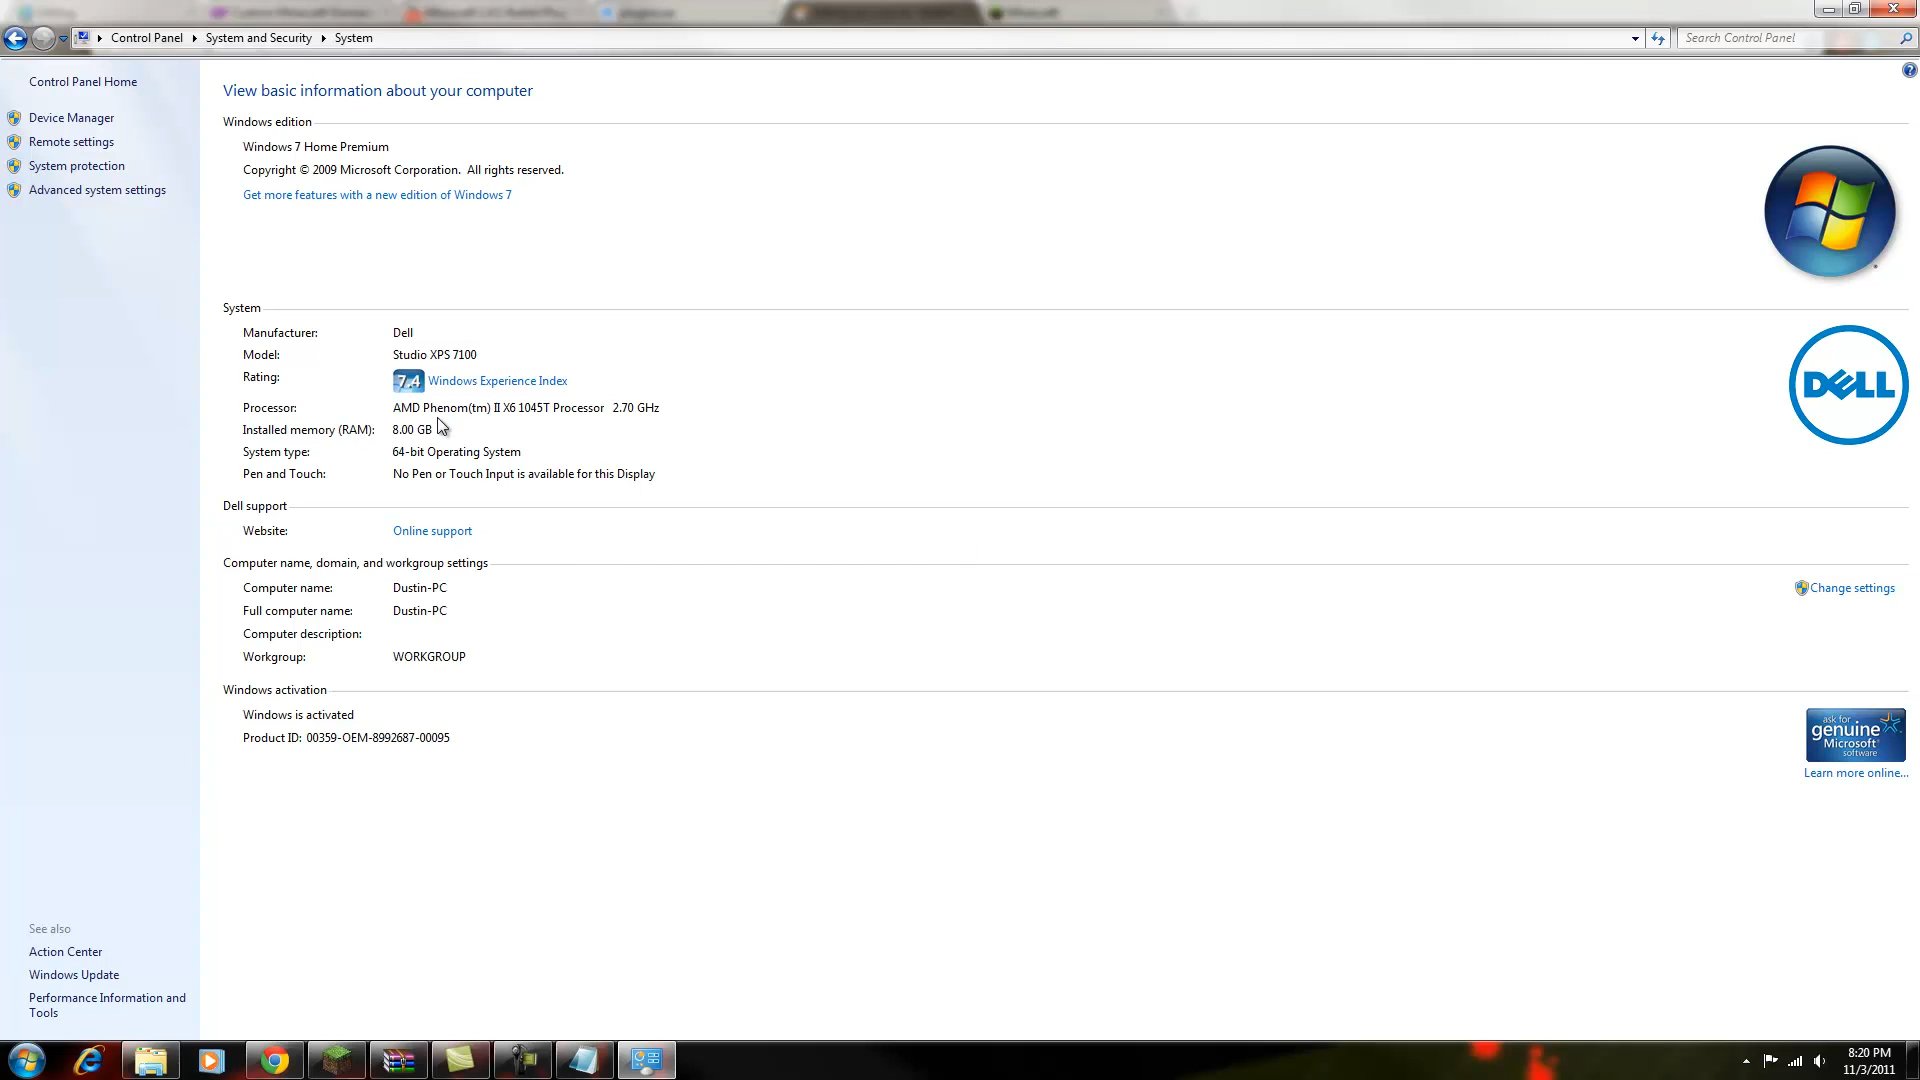 Control Panel
System and Security
System
Search Control Panel
Control Panel Home
Device Manager
Remote settings
System protection
Advanced system settings
View basic information about your computer
Windows edition
Windows 7 Home Premium
Copyright © 2009 Microsoft Corporation. All rights reserved.
Get more features with a new edition of Windows 7
System
Manufacturer: Dell
Model: Studio XPS 7100
Rating: 7.4 Windows Experience Index
Processor: AMD Phenom(tm) II X6 1045T Processor 2.70 GHz
Installed memory (RAM): 8.00 GB
System type: 64-bit Operating System
Pen and Touch: No Pen or Touch Input is available for this Display
DELL
Dell support
Website: Online support
Computer name, domain, and workgroup settings
Computer name: Dustin-PC
Change settings
Full computer name: Dustin-PC
Computer description:
Workgroup: WORKGROUP
Windows activation
Windows is activated
Product ID: 00359-OEM-8992687-00095
ask for
genuine
Microsoft
software
Learn more online...
See also
Action Center
Windows Update
Performance Information and
Tools
8:20 PM
11/3/2011